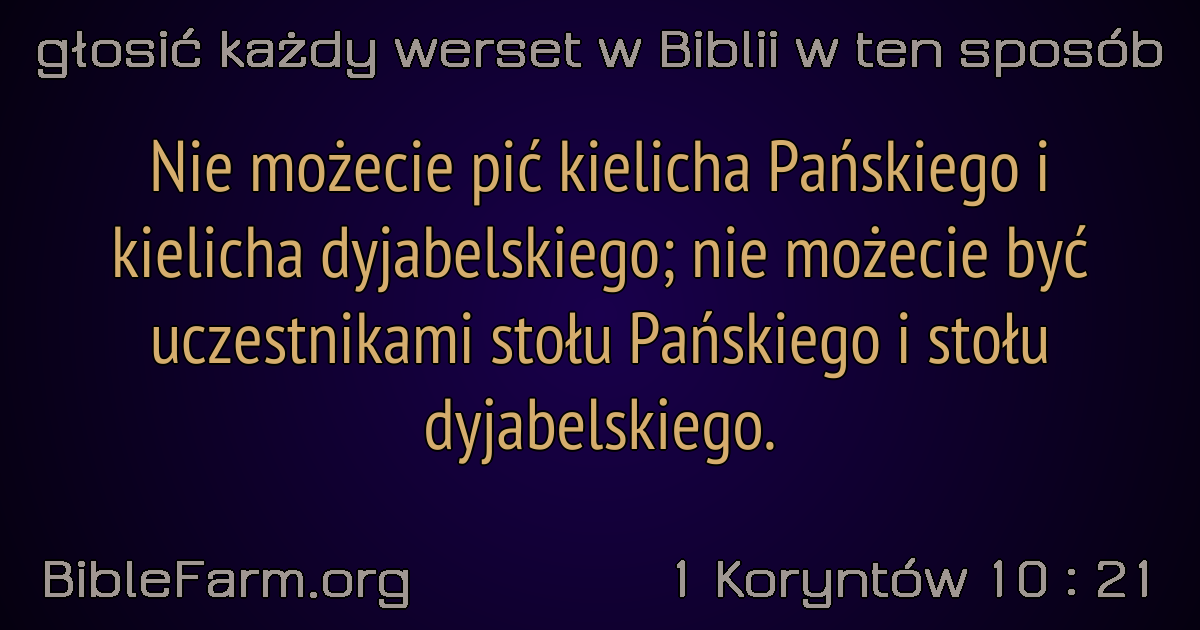 głosić każdy werset w Biblii w ten sposób
Nie możecie pić kielicha Pańskiego i
kielicha dyjabelskiego; nie możecie być
uczestnikami stołu Pańskiego i stołu
dyjabelskiego.
BibleFarm.org
1 Koryntów 10 : 21